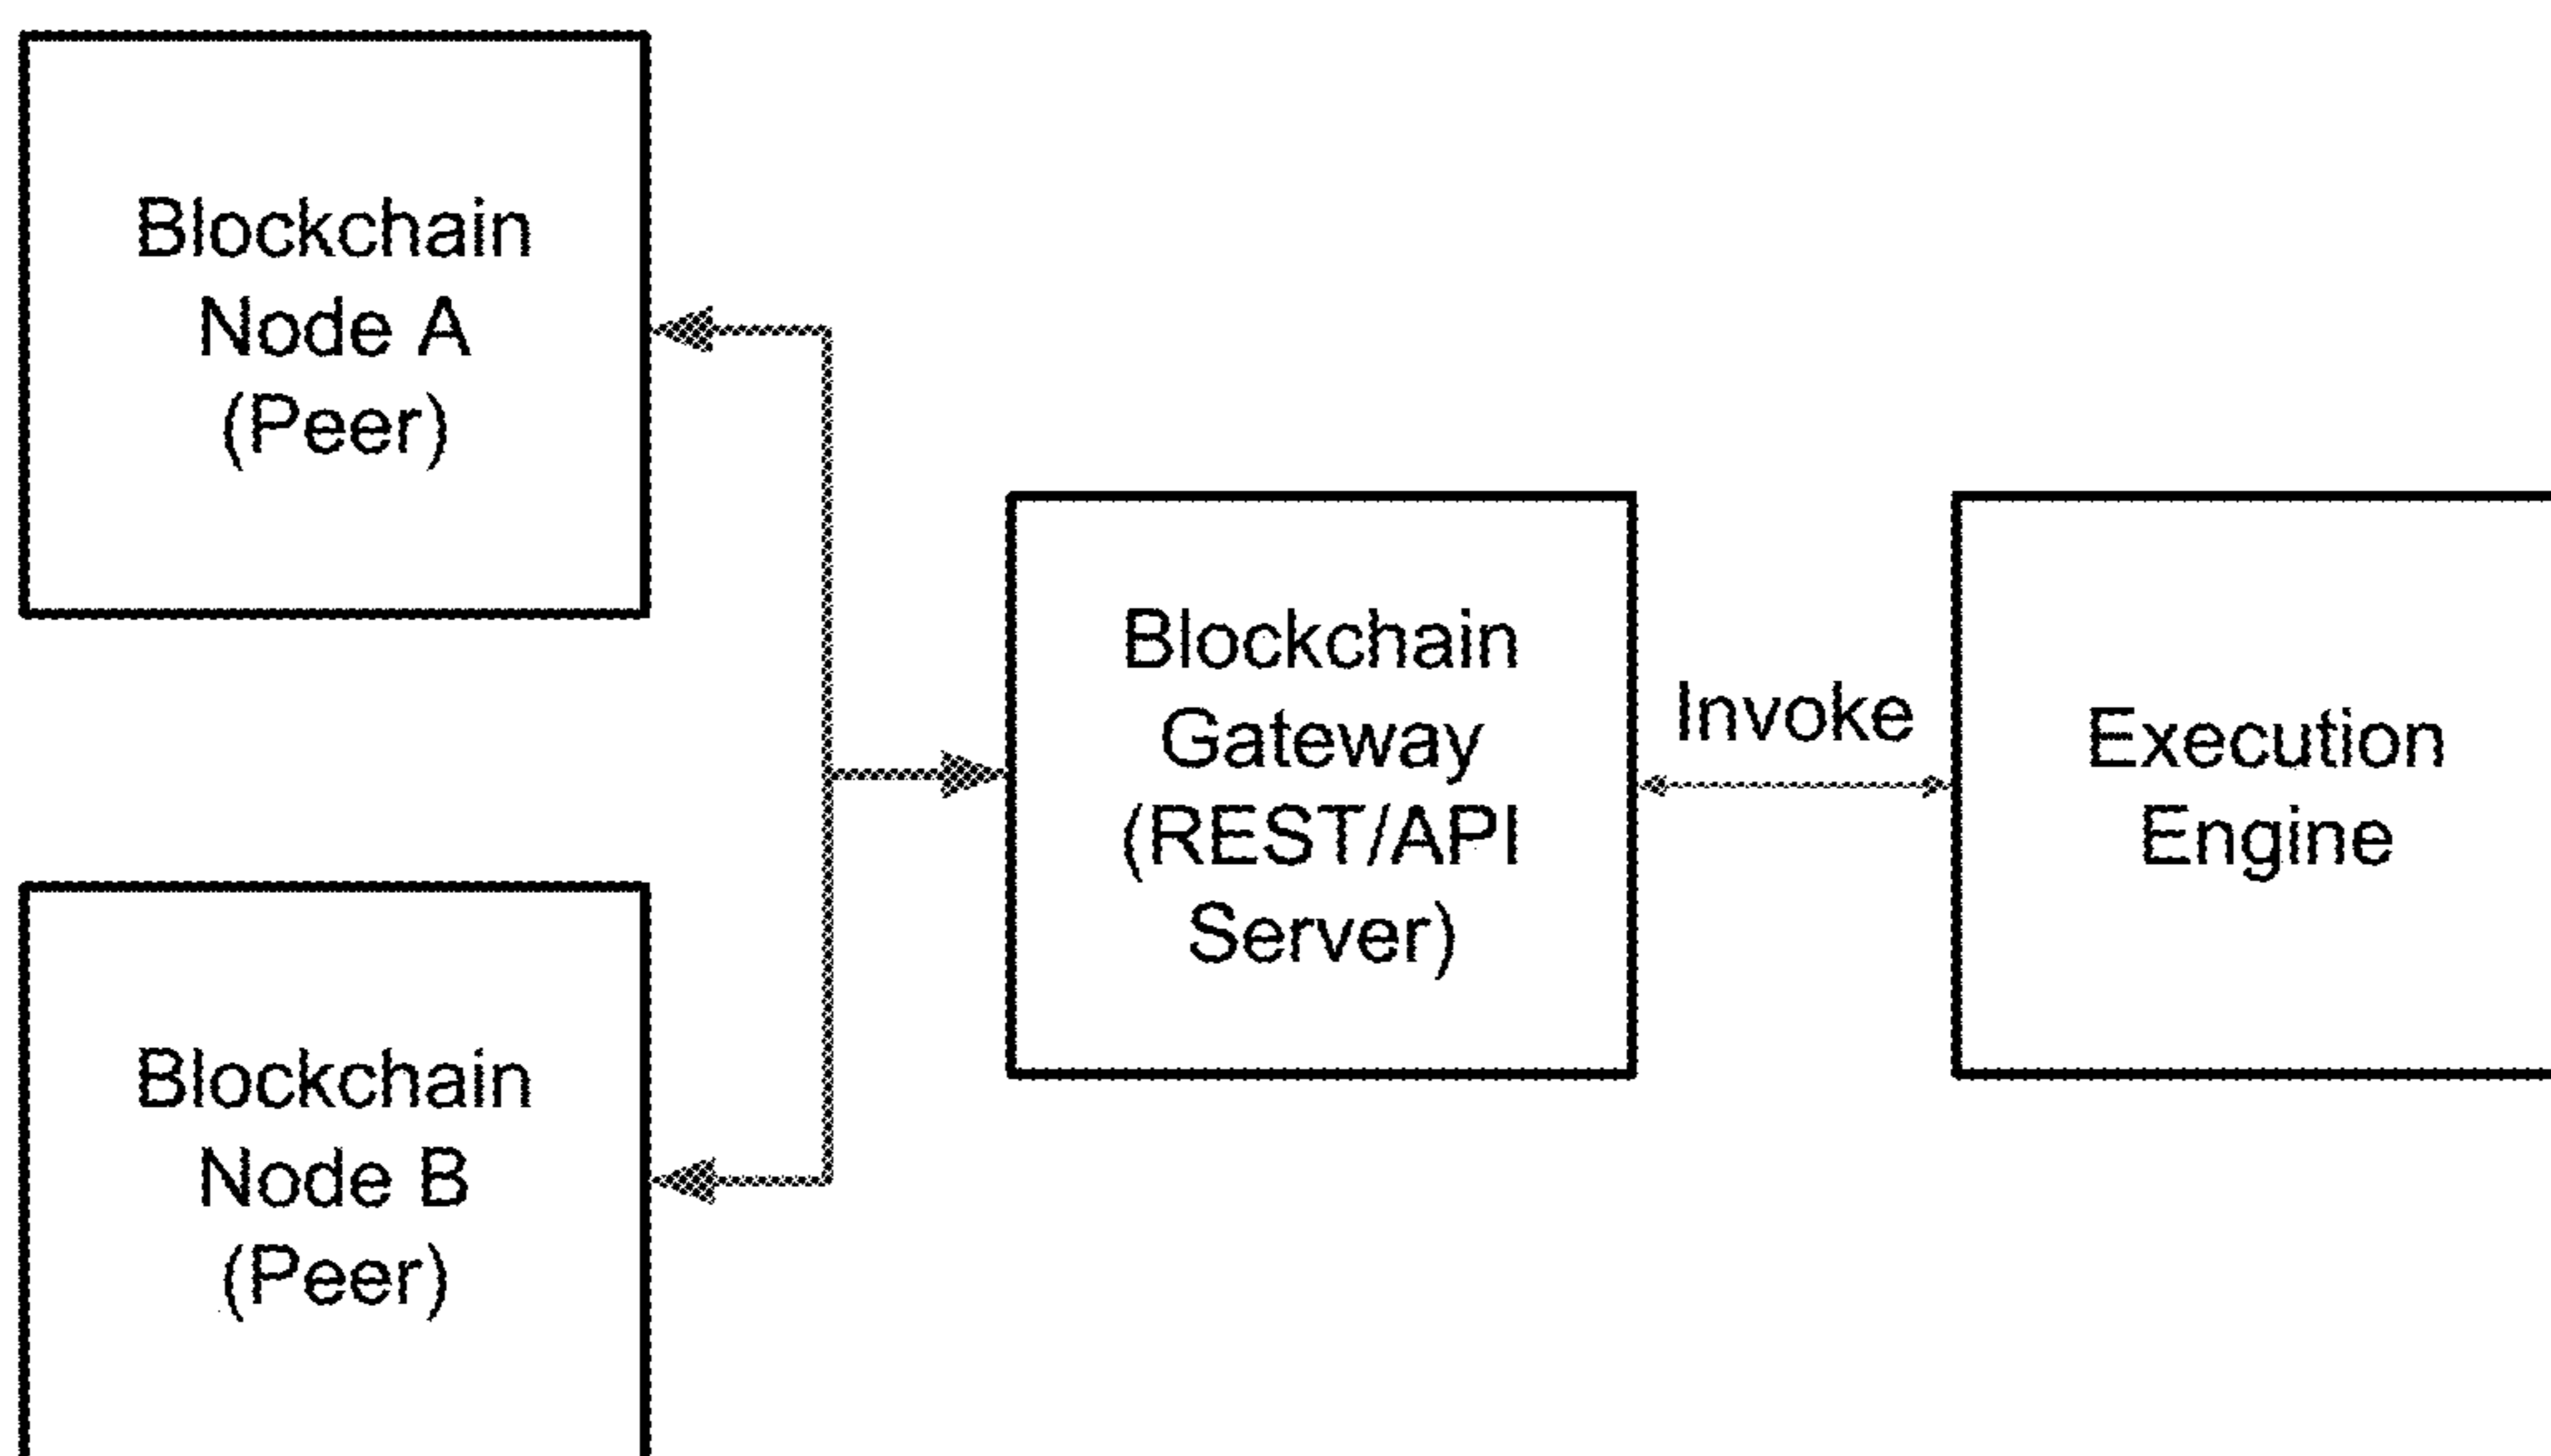 Blockchain
Node A
(Peer)
Blockchain
Gateway
(REST/API
Server)
Invoke
Execution
Engine
Blockchain
Node B
(Peer)